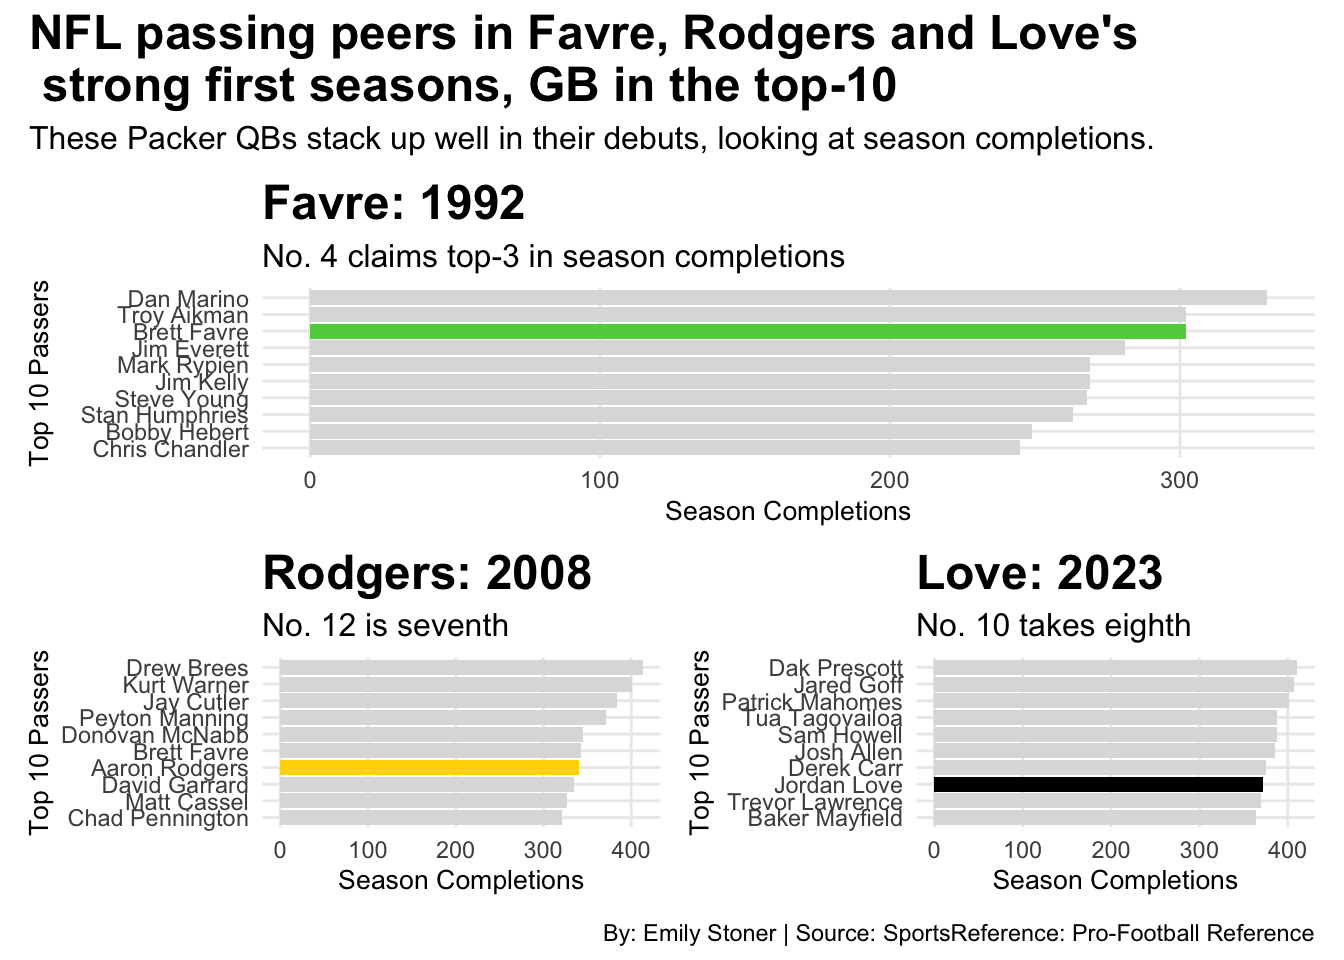 NFL passing peers in Favre, Rodgers and Love's
strong first seasons, GB in the top-10
These Packer QBs stack up well in their debuts, looking at season completions.
Favre: 1992
No. 4 claims top-3 in season completions
Top 10 Passers
Dan Marino
Troy Aikman
Brett Favre
Jim Everett
Mark Rypien
Jim Kelly
Steve Young
Stan Humphries
Bobby Hebert
Chris Chandler
0 100 200 300
Season Completions
Rodgers: 2008
No. 12 is seventh
Top 10 Passers
Drew Brees
Kurt Warner
Jay Cutler
Peyton Manning
Donovan McNabb
Brett Favre
Aaron Rodgers
David Garrard
Matt Cassel
Chad Pennington
0 100 200 300 400
Season Completions
Love: 2023
No. 10 takes eighth
Top 10 Passers
Dak Prescott
Jared Goff
Patrick Mahomes
Tua Tagovailoa
Sam Howell
Josh Allen
Derek Carr
Jordan Love
Trevor Lawrence
Baker Mayfield
0 100 200 300 400
Season Completions
By: Emily Stoner | Source: SportsReference: Pro-Football Reference